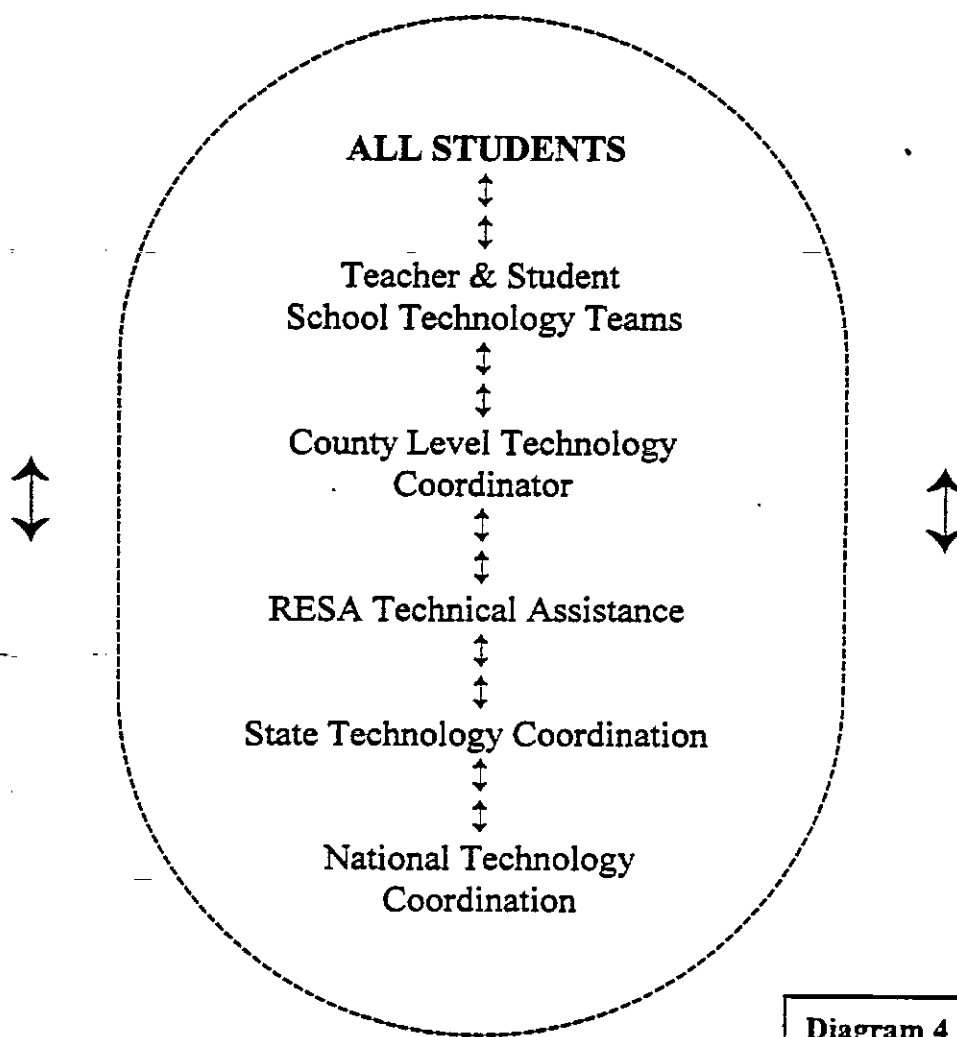 ALL STUDENTS
Teacher & Student
School Technology Teams
County Level Technology
Coordinator
RESA Technical Assistance
State Technology Coordination
National Technology
Coordination
Diagram 4